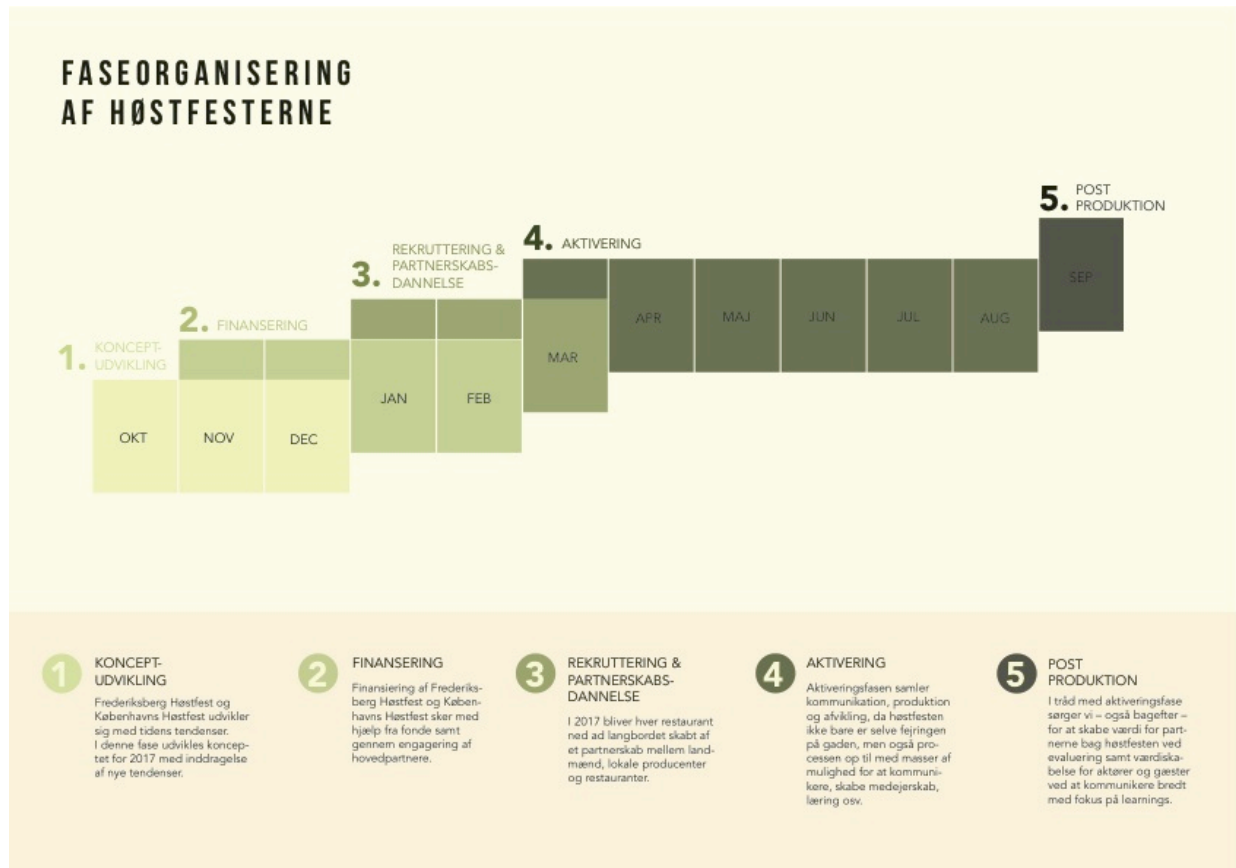 FASEORGANISERING
AF HØSTFESTERNE
5. POST
PRODUKTION
4. AKTIVERING
3. REKRUTTERING &
PARTNERSKABS-
DANNELSE
2. FINANSERING
1. KONCEPT-
UDVIKLING
OKT
NOV
DEC
JAN
FEB
MAR
APR
MAJ
JUN
JUL
AUG
SEP
1
KONCEPT-
UDVIKLING
Frederiksberg Høstfest og
Københavns Høstfest udvikler
sig med tidens tendenser.
I denne fase udvikles koncep-
tet for 2017 med inddragelse
af nye tendenser.
2
FINANSERING
Finansiering af Frederiks-
berg Høstfest og Køben-
havns Høstfest sker med
hjælp fra fonde samt
gennem engagering af
hovedpartnere.
3
REKRUTTERING &
PARTNERSKABS-
DANNELSE
I 2017 bliver hver restaurant
ned ad langbordet skabt af
et partnerskab mellem land-
mænd, lokale producenter
og restauranter.
4
AKTIVERING
Aktiveringsfasen samler
kommunikation, produktion
og afvikling, da høstfesten
ikke bare er selve fejringen
på gaden, men også pro-
cessen op til med masser af
mulighed for at kommuni-
kere, skabe medejerskab,
læring osv.
5
POST
PRODUKTION
I tråd med aktiveringsfase
sørger vi – også bagefter –
for at skabe værdi for part-
nerne bag høstfesten ved
evaluering samt værdiska-
belse for aktører og gæster
ved at kommunikere bredt
med fokus på learnings.